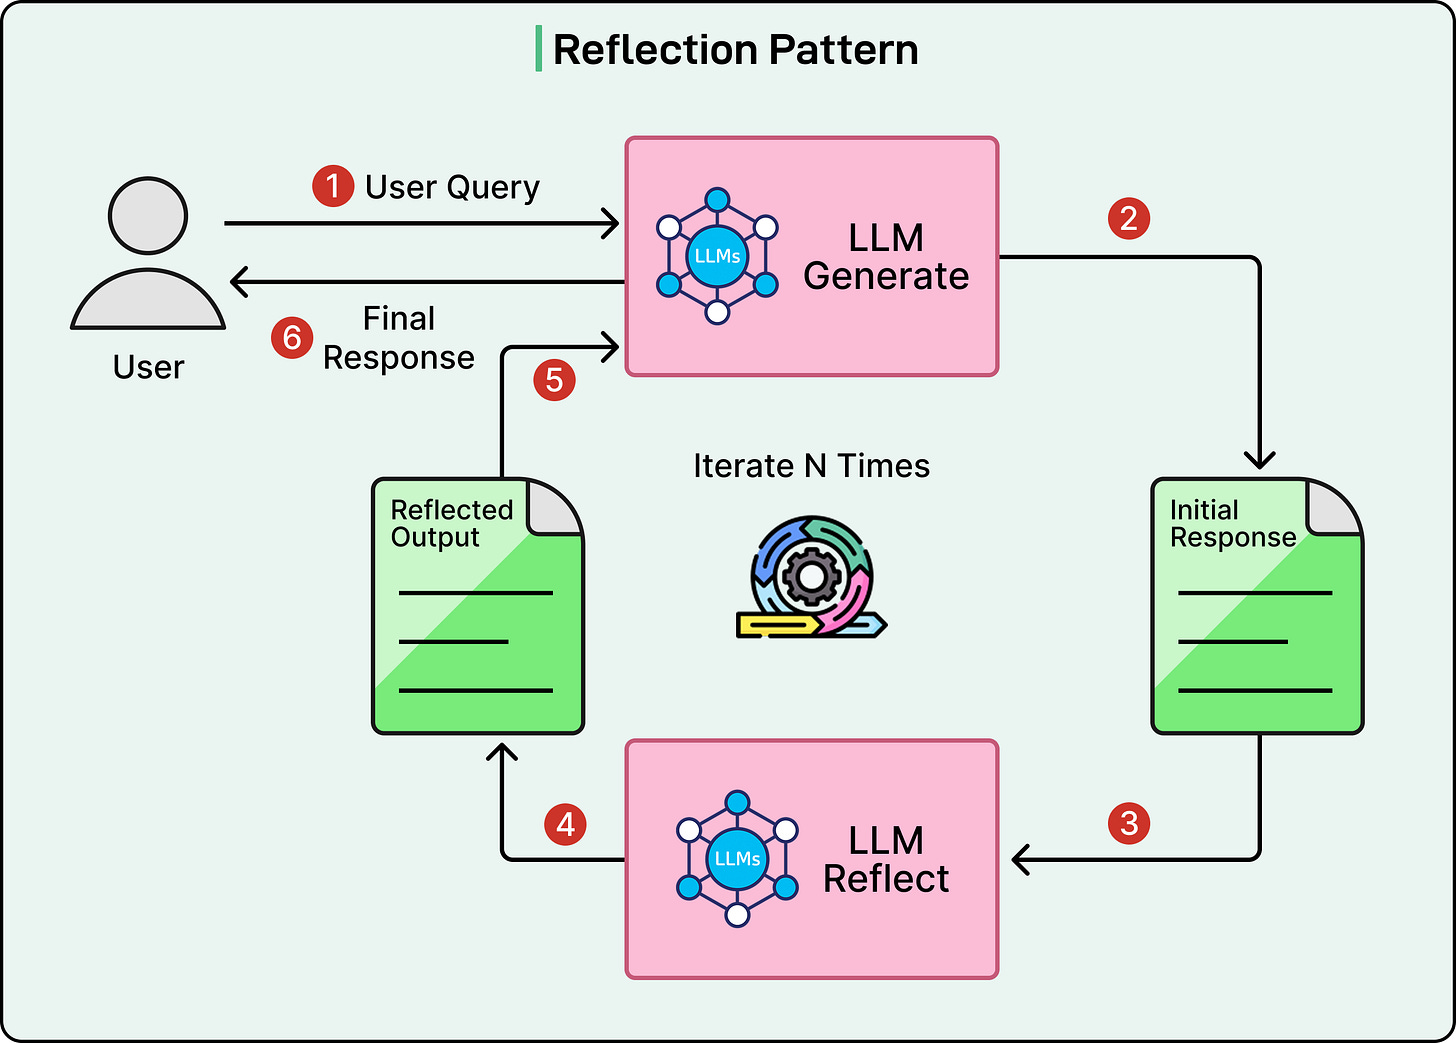 Reflection Pattern
1 User Query
2
LLMs
LLM
Generate
6 Final
Response
5
User
Iterate N Times
Reflected
Output
Initial
Response
4
LLMs
LLM
Reflect
3